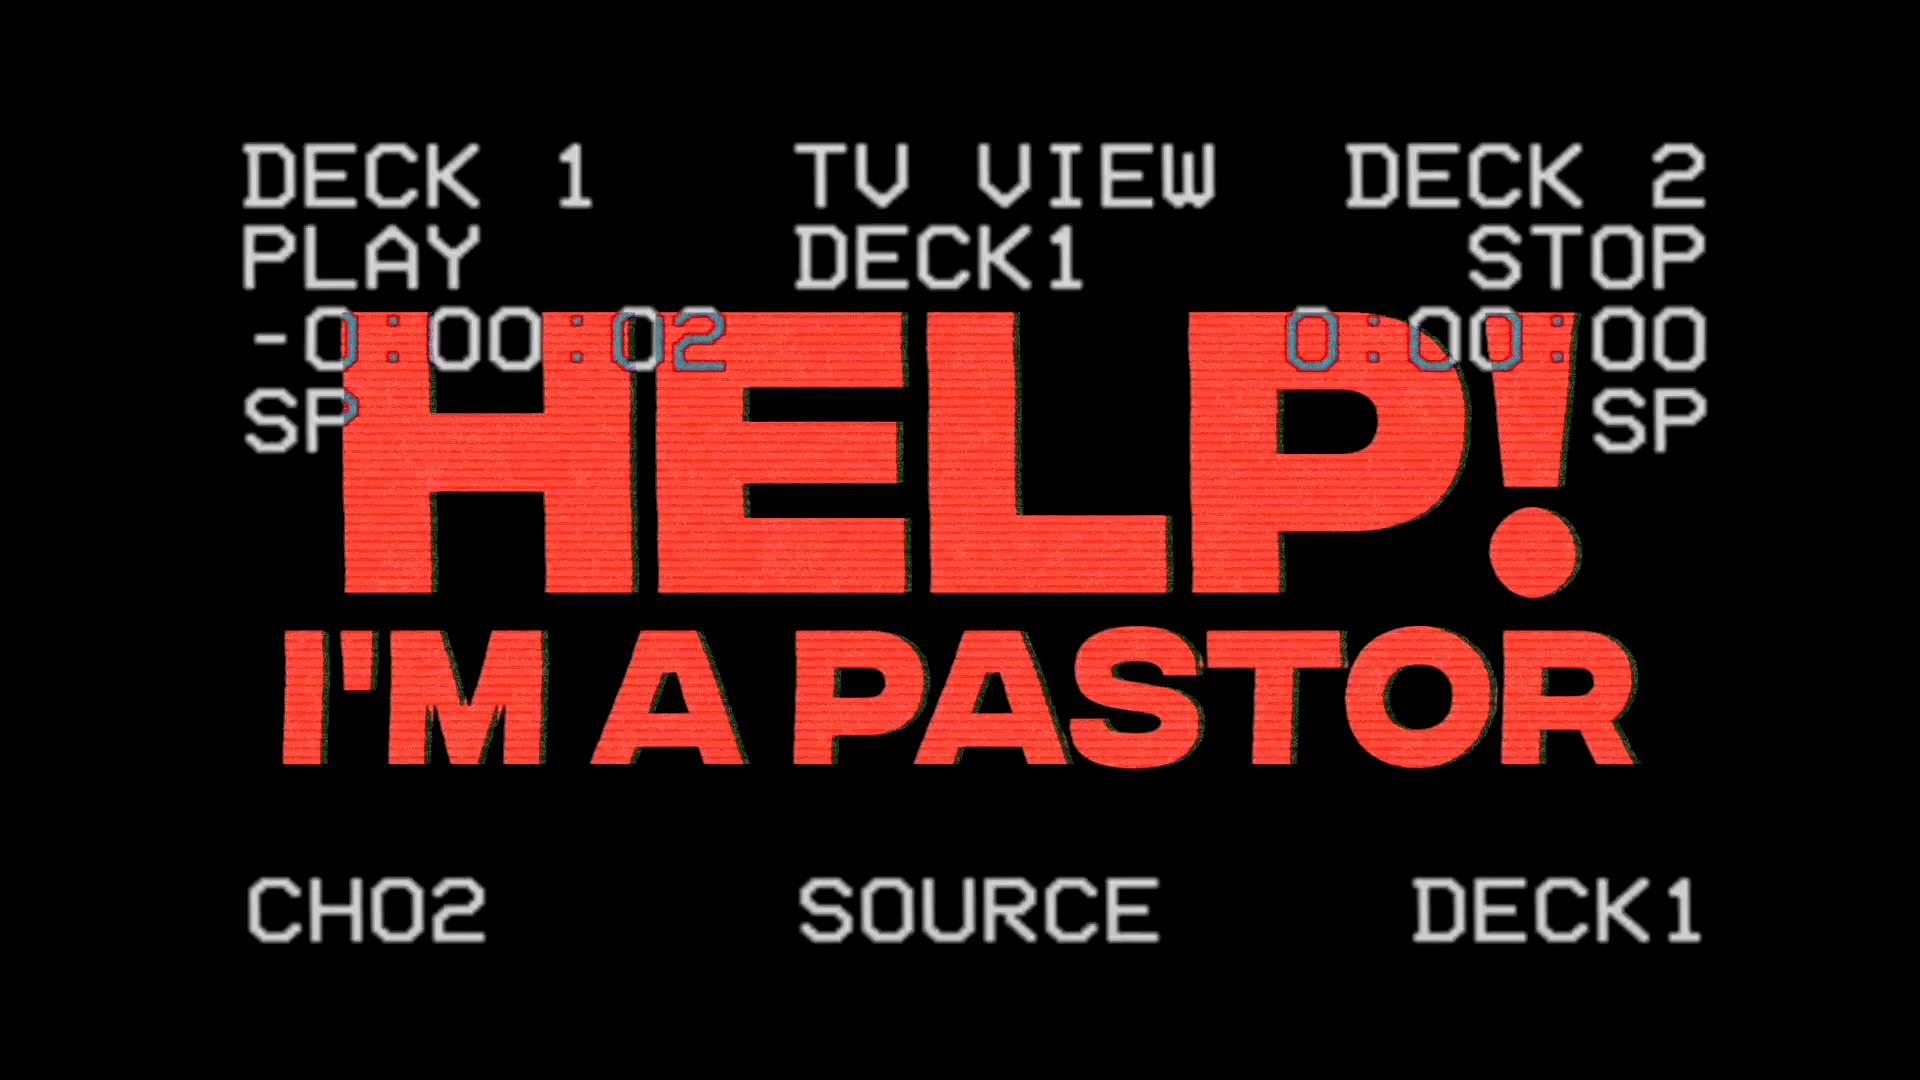 DECK 1 TV VIEW DECK 2
PLAY DECK1 STOP
-0:00:02 0:00:00
SP SP
HELP!
I'M A PASTOR
CH02 SOURCE DECK1